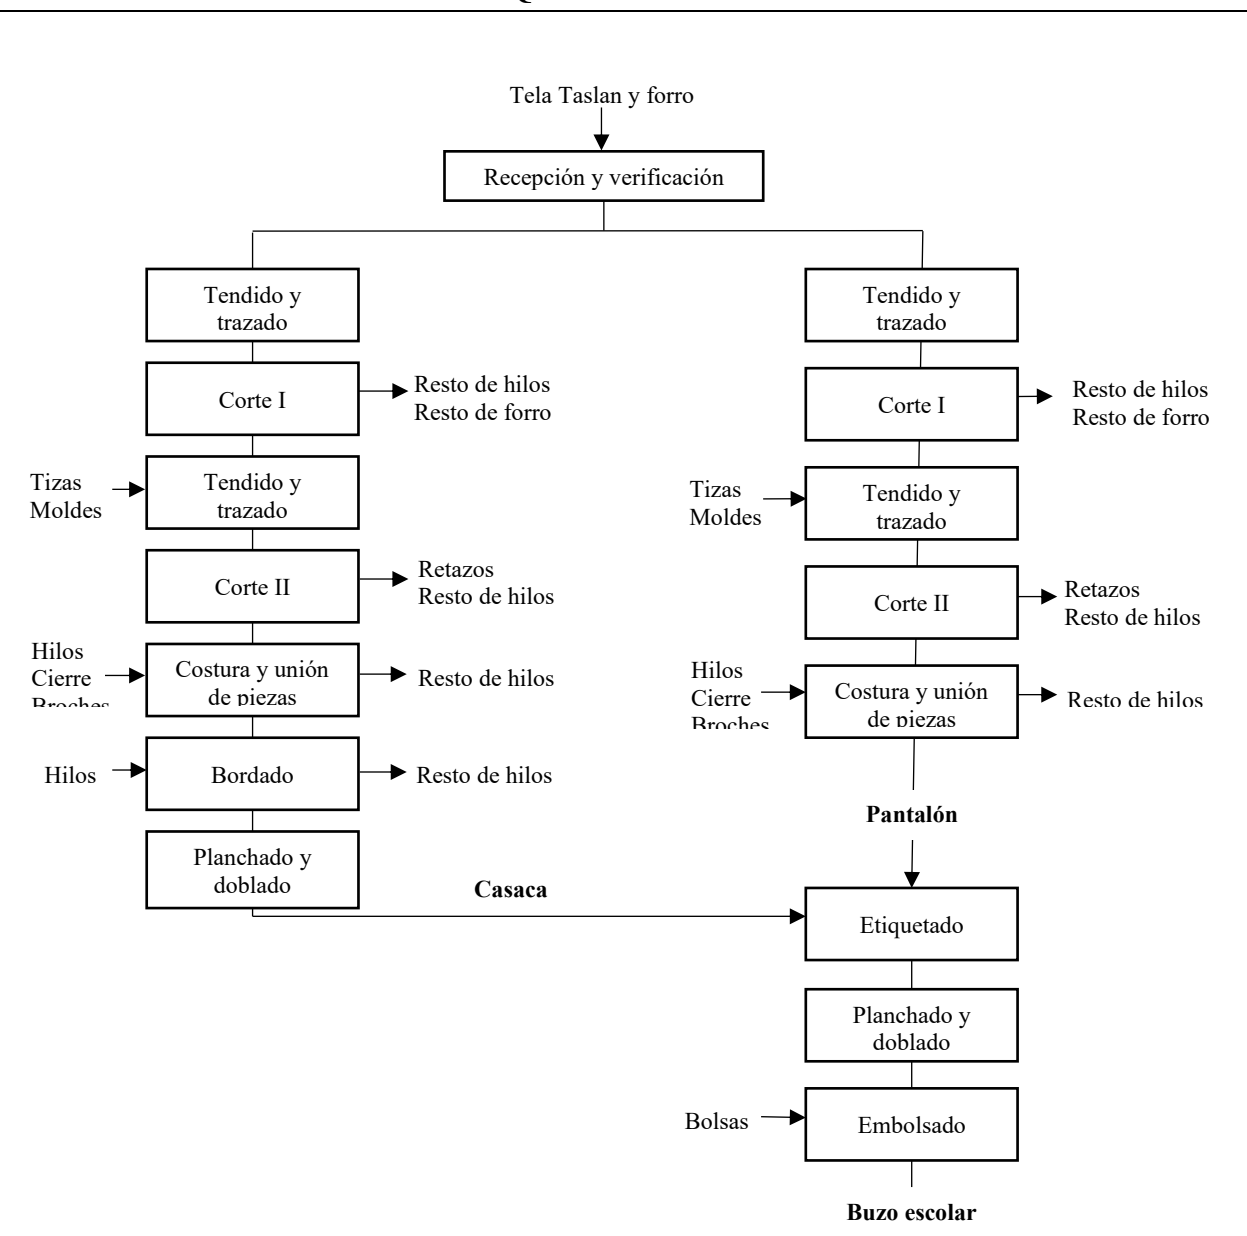 Tela Taslan y forro
Recepción y verificación
Tendido y
trazado
Corte I
Resto de hilos
Resto de forro
Tizas
Moldes
Tendido y
trazado
Corte II
Retazos
Resto de hilos
Hilos
Cierre
Broches
Costura y unión
de piezas
Resto de hilos
Hilos
Bordado
Resto de hilos
Planchado y
doblado
Casaca
Tendido y
trazado
Corte I
Resto de hilos
Resto de forro
Tizas
Moldes
Tendido y
trazado
Corte II
Retazos
Resto de hilos
Hilos
Cierre
Broches
Costura y unión
de piezas
Resto de hilos
Pantalón
Etiquetado
Planchado y
doblado
Bolsas
Embolsado
Buzo escolar